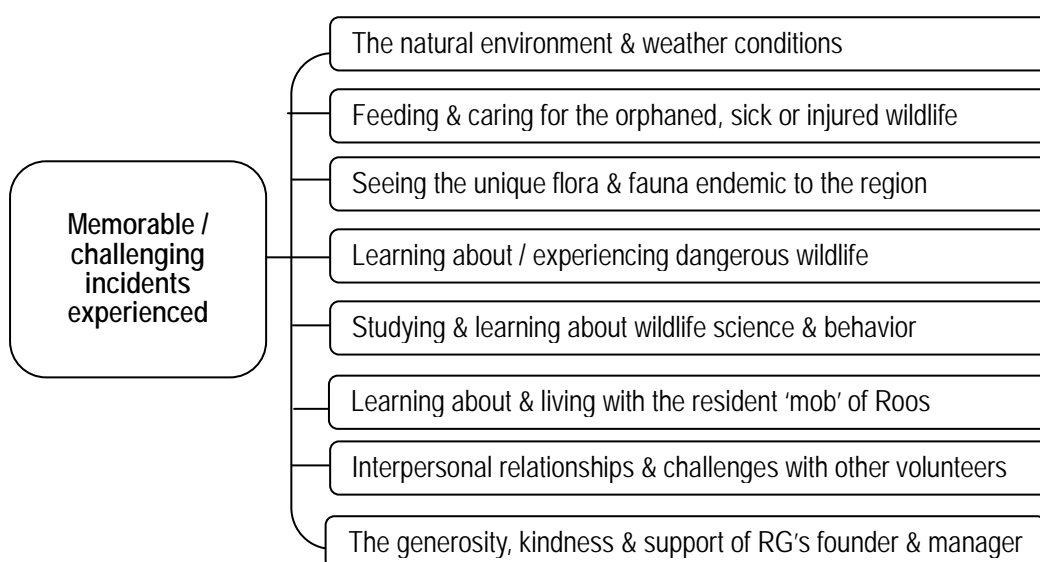 The natural environment & weather conditions
Feeding & caring for the orphaned, sick or injured wildlife
Seeing the unique flora & fauna endemic to the region
Memorable /
challenging
incidents
experienced
Learning about / experiencing dangerous wildlife
Studying & learning about wildlife science & behavior
Learning about & living with the resident ‘mob’ of Roos
Interpersonal relationships & challenges with other volunteers
The generosity, kindness & support of RG’s founder & manager